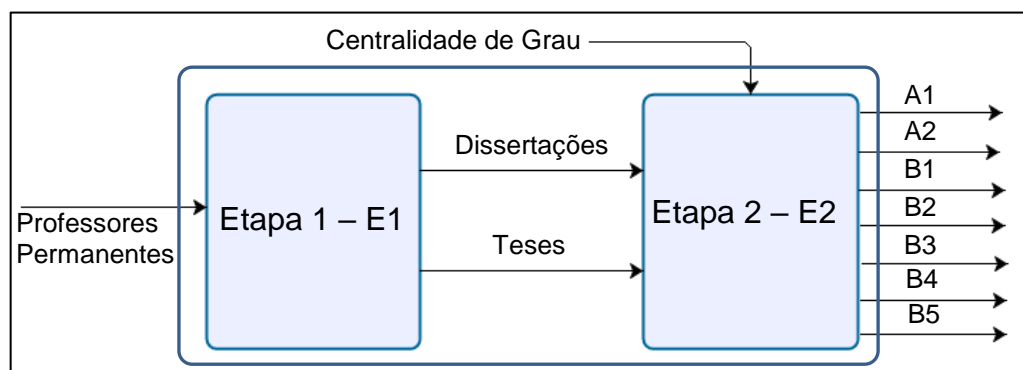 Centralidade de Grau
Professores
Permanentes
Etapa 1 – E1
Dissertações
Teses
Etapa 2 – E2
A1
A2
B1
B2
B3
B4
B5